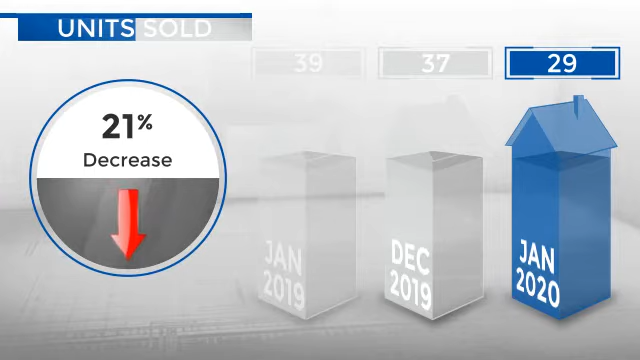 UNITS SOLD
39
37
29
21%
Decrease
JAN
2019
DEC
2019
JAN
2020